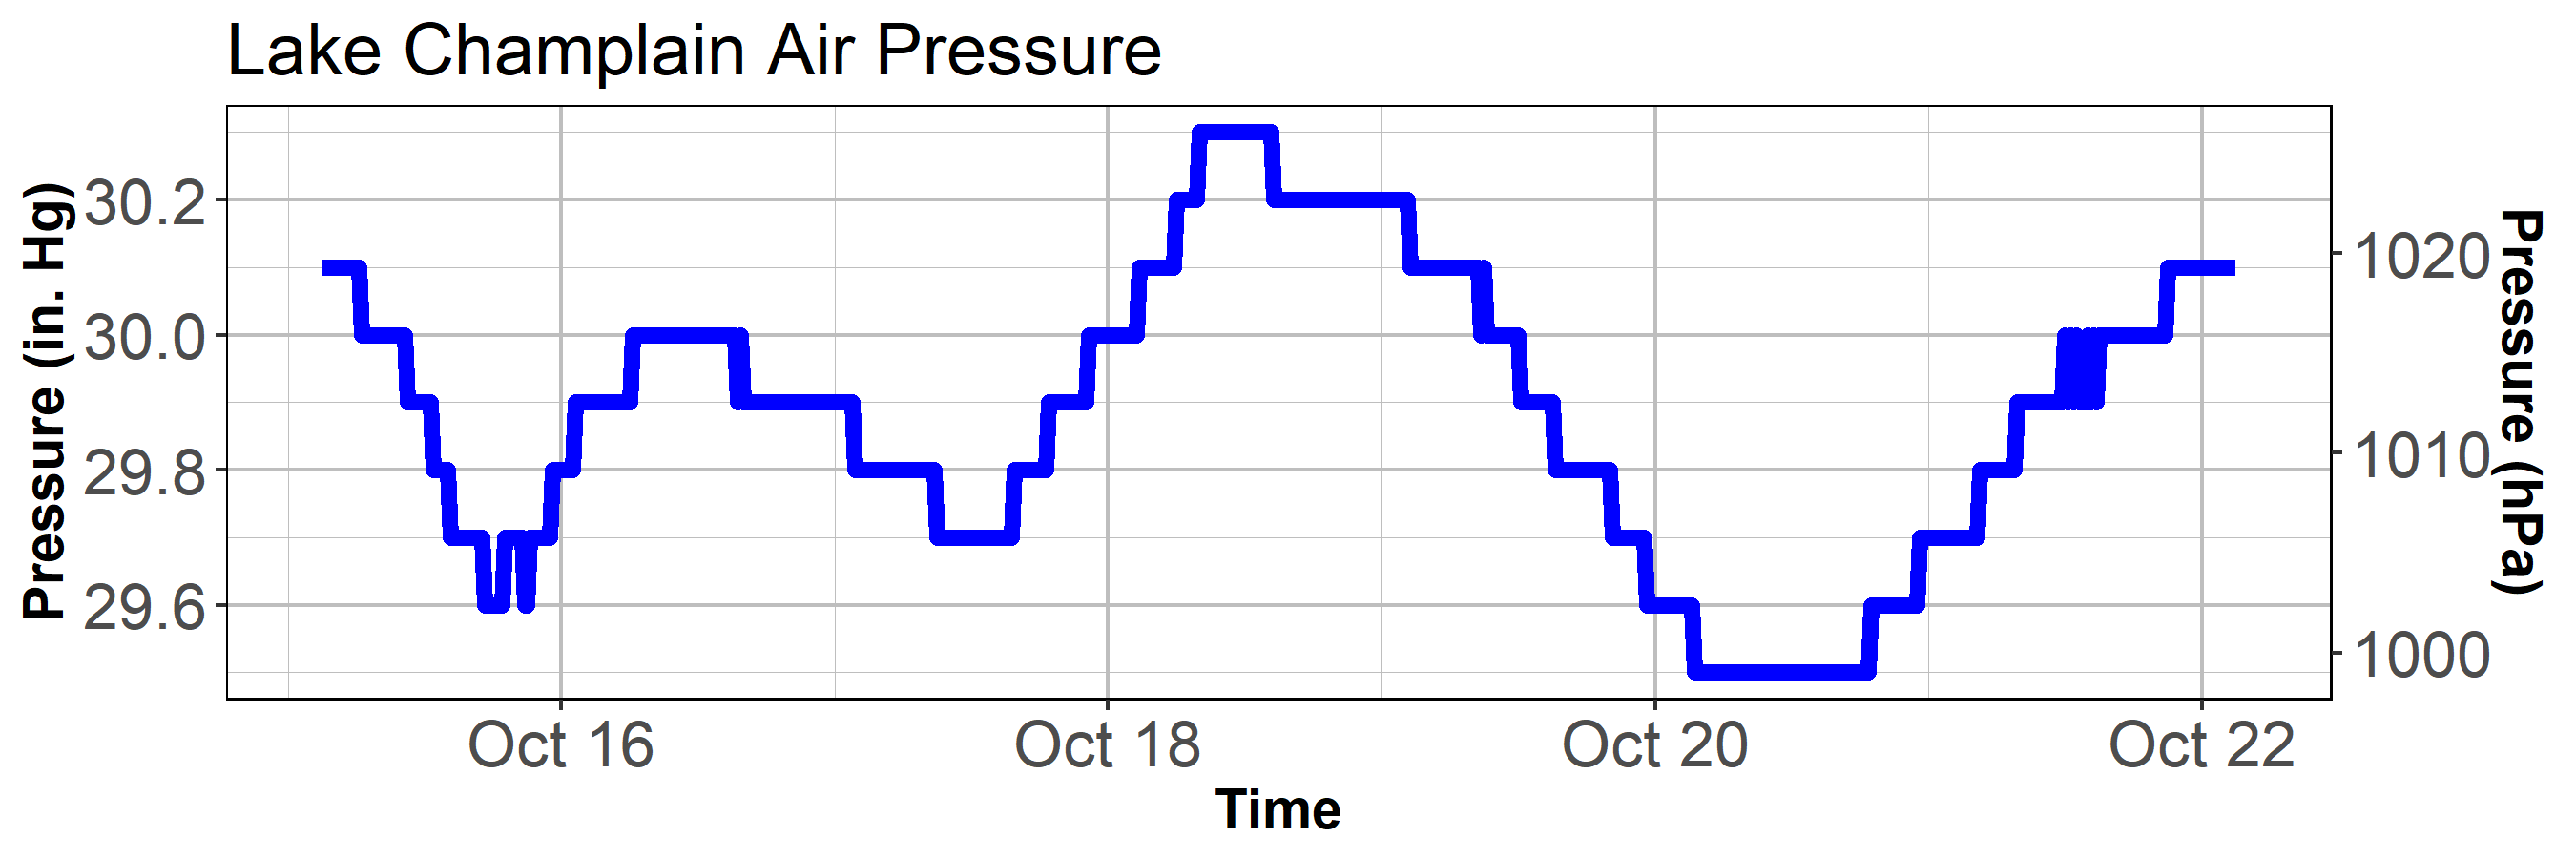 Lake Champlain Air Pressure
Pressure (in. Hg)
30.2
30.0
29.8
29.6
1020
1010
1000
Pressure (hPa)
Oct 16
Oct 18
Oct 20
Oct 22
Time